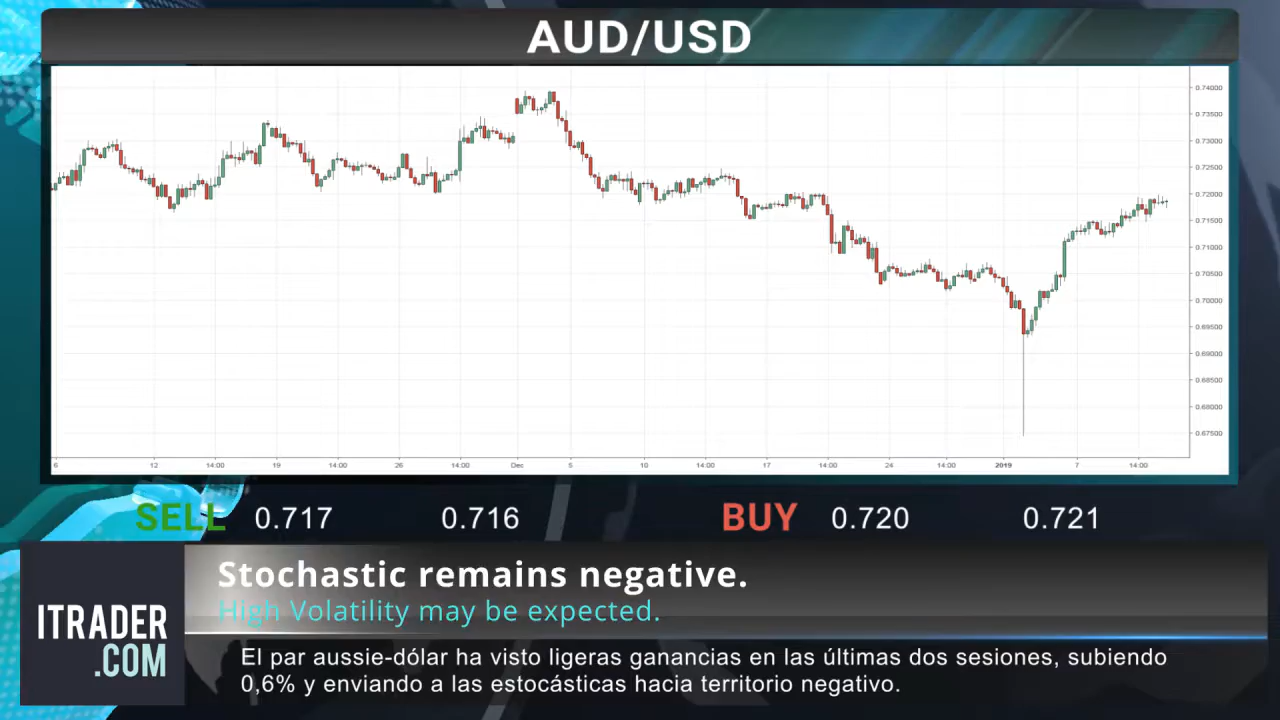 AUD/USD
0.74000
0.73500
0.73000
0.72500
0.72000
0.71500
0.71000
0.70500
0.70000
0.69500
0.69000
0.68500
0.68000
0.67500
6 12 14:00 19 14:00 26 14:00 Dec 5 10 14:00 17 14:00 24 14:00 2019 7 14:00
SELL 0.717 0.716 BUY 0.720 0.721
Stochastic remains negative.
High Volatility may be expected.
ITRADER
.COM
El par aussie-dólar ha visto ligeras ganancias en las últimas dos sesiones, subiendo
0,6% y enviando a las estocásticas hacia territorio negativo.